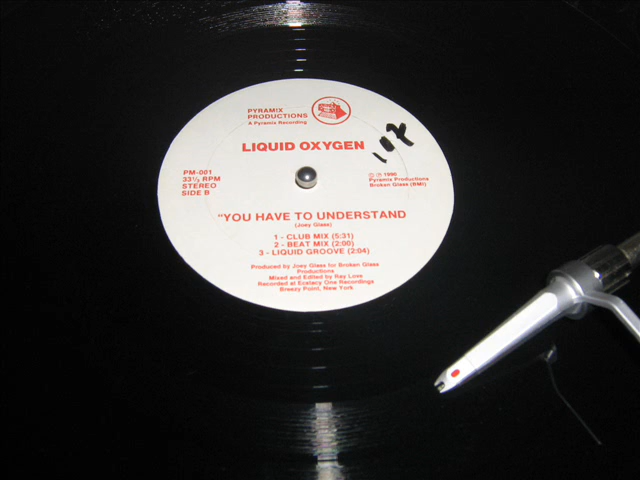 PYRAMIX
PRODUCTIONS
A Pyramix Recording
LIQUID OXYGEN
PM-001
33⅓ RPM
STEREO
SIDE B
℗ © 1990
Pyramix Productions
Broken Glass (BMI)
"YOU HAVE TO UNDERSTAND
(Joey Glass)
1 - CLUB MIX (5:31)
2 - BEAT MIX (2:00)
3 - LIQUID GROOVE (2:04)
Produced by Joey Glass for Broken Glass
Productions
Mixed and Edited by Ray Love
Recorded at Ecstacy One Recordings
Breezy Point, New York